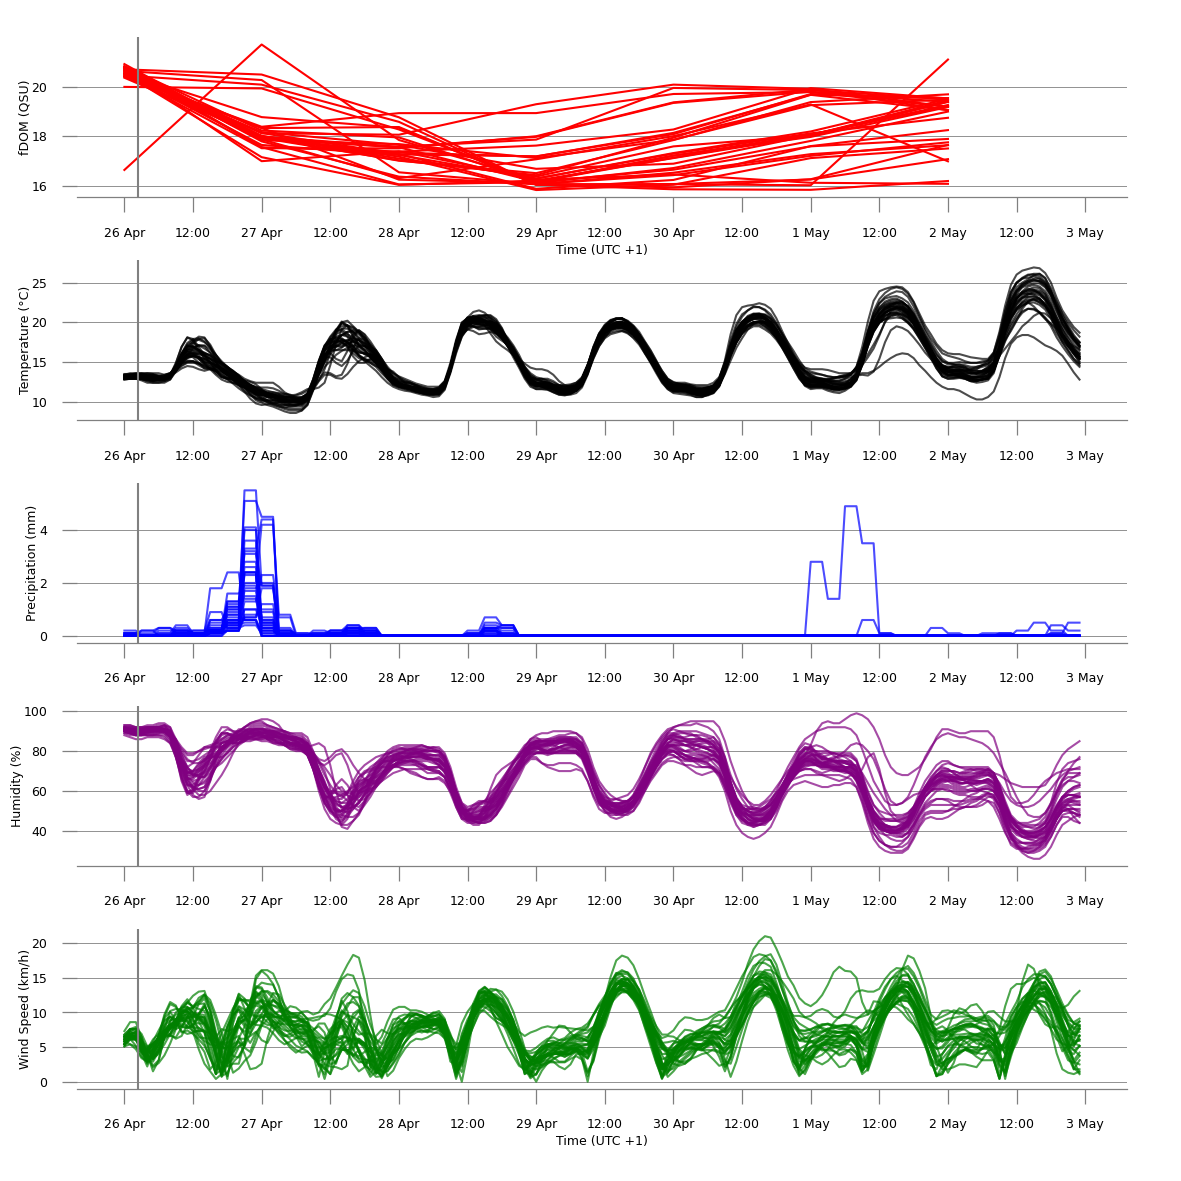 fDOM (QSU)
20
18
16
26 Apr 12:00 27 Apr 12:00 28 Apr 12:00 29 Apr 12:00 30 Apr 12:00 1 May 12:00 2 May 12:00 3 May
Time (UTC +1)
Temperature (°C)
25
20
15
10
26 Apr 12:00 27 Apr 12:00 28 Apr 12:00 29 Apr 12:00 30 Apr 12:00 1 May 12:00 2 May 12:00 3 May
Precipitation (mm)
4
2
0
26 Apr 12:00 27 Apr 12:00 28 Apr 12:00 29 Apr 12:00 30 Apr 12:00 1 May 12:00 2 May 12:00 3 May
Humidity (%)
100
80
60
40
26 Apr 12:00 27 Apr 12:00 28 Apr 12:00 29 Apr 12:00 30 Apr 12:00 1 May 12:00 2 May 12:00 3 May
Wind Speed (km/h)
20
15
10
5
0
26 Apr 12:00 27 Apr 12:00 28 Apr 12:00 29 Apr 12:00 30 Apr 12:00 1 May 12:00 2 May 12:00 3 May
Time (UTC +1)